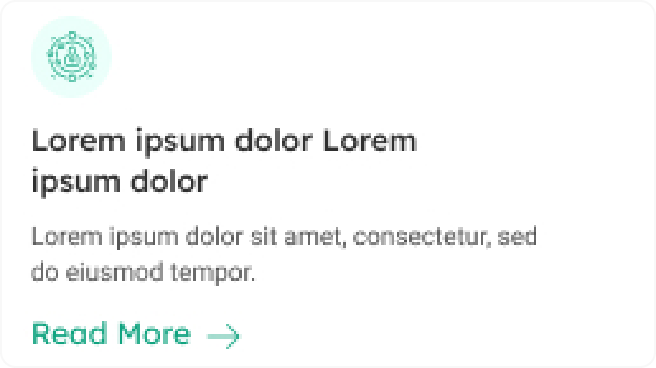 Lorem ipsum dolor Lorem
ipsum dolor
Lorem ipsum dolor sit amet, consectetur, sed
do eiusmod tempor.
Read More